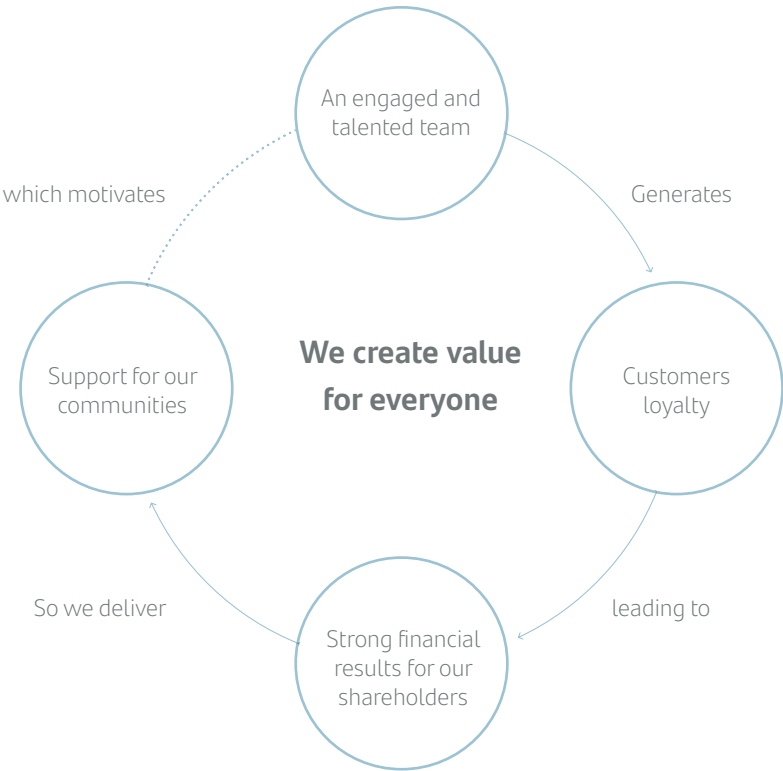 An engaged and
talented team
which motivates
Generates
We create value
for everyone
Support for our
communities
Customers
loyalty
So we deliver
leading to
Strong financial
results for our
shareholders